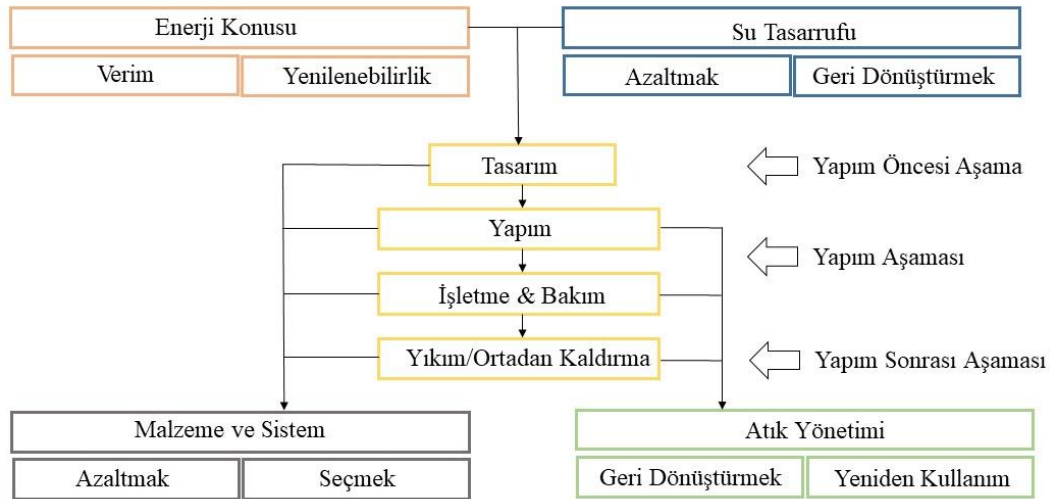 Enerji Konusu
Su Tasarrufu
Verim
Yenilenebilirlik
Azaltmak
Geri Dönüştürmek
Tasarım
Yapım Öncesi Aşama
Yapım
Yapım Aşaması
İşletme & Bakım
Yıkım/Ortadan Kaldırma
Yapım Sonrası Aşaması
Malzeme ve Sistem
Atık Yönetimi
Azaltmak
Seçmek
Geri Dönüştürmek
Yeniden Kullanım